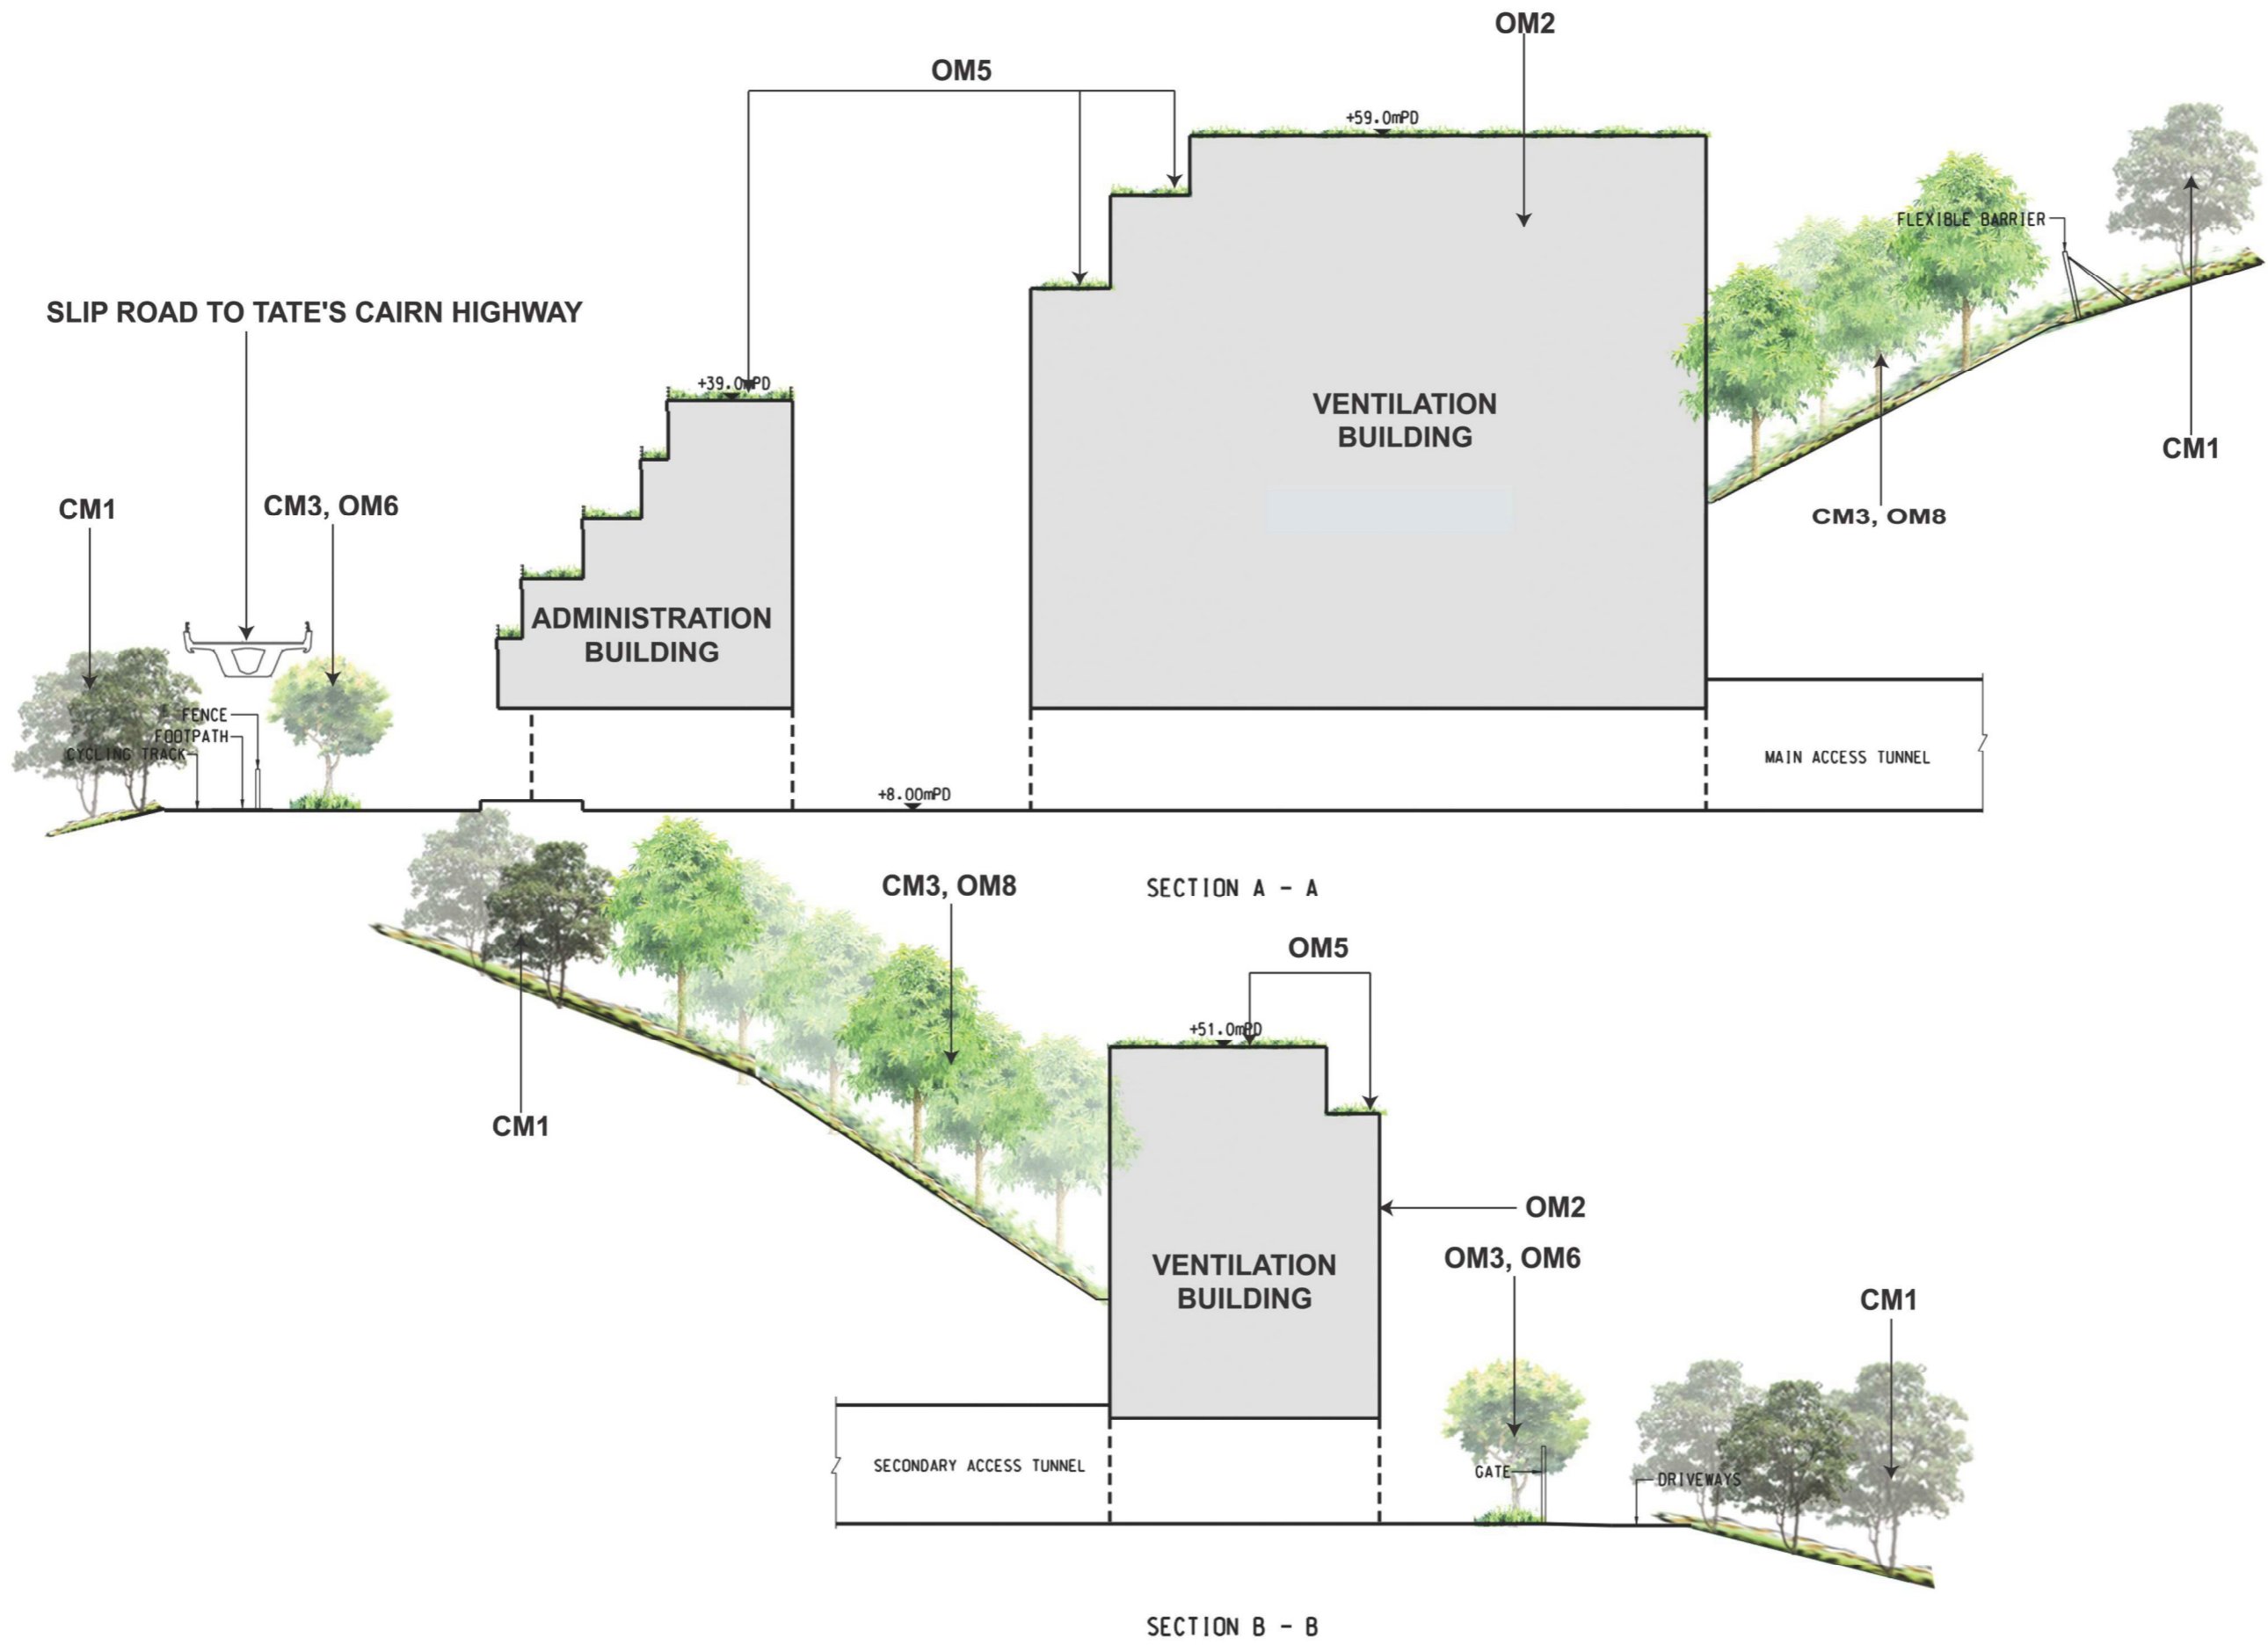 OM2
OM5
+59.0mPD
FLEXIBLE BARRIER
SLIP ROAD TO TATE'S CAIRN HIGHWAY
+39.0mPD
VENTILATION
BUILDING
CM1
CM1
CM3, OM6
CM3, OM8
ADMINISTRATION
BUILDING
FENCE
FOOTPATH
CYCLING TRACK
MAIN ACCESS TUNNEL
+8.00mPD
SECTION A - A
CM3, OM8
OM5
+51.0mPD
CM1
OM2
OM3, OM6
VENTILATION
BUILDING
CM1
SECONDARY ACCESS TUNNEL
GATE
DRIVEWAYS
SECTION B - B